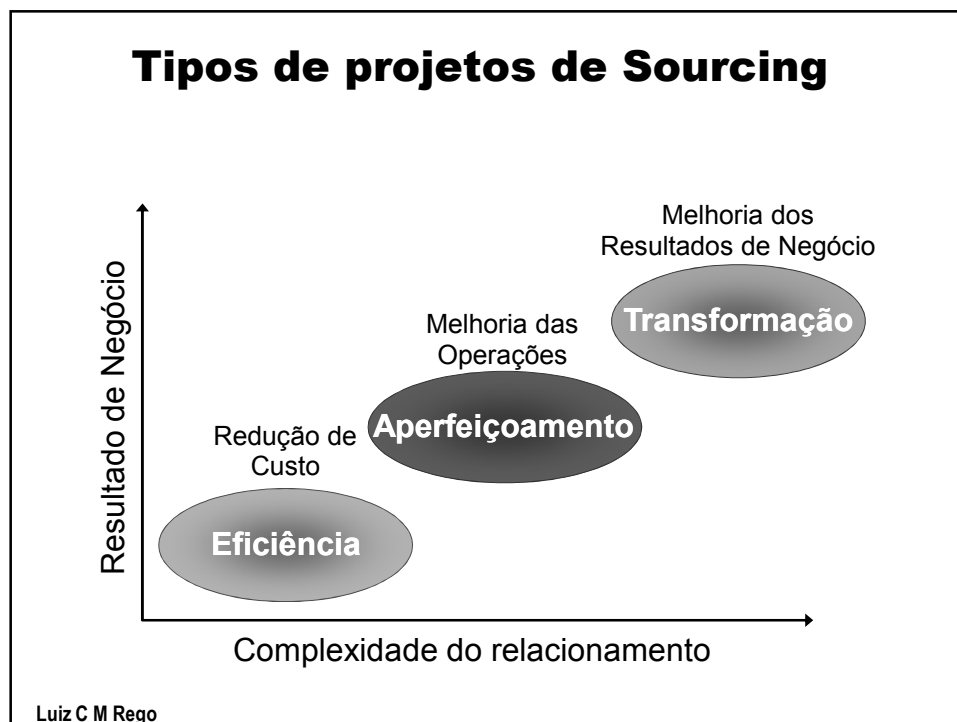 Tipos de projetos de Sourcing
Melhoria dos
Resultados de Negócio
Transformação
Melhoria das
Operações
Aperfeiçoamento
Redução de
Custo
Eficiência
Resultado de Negócio
Complexidade do relacionamento
Luiz C M Rego